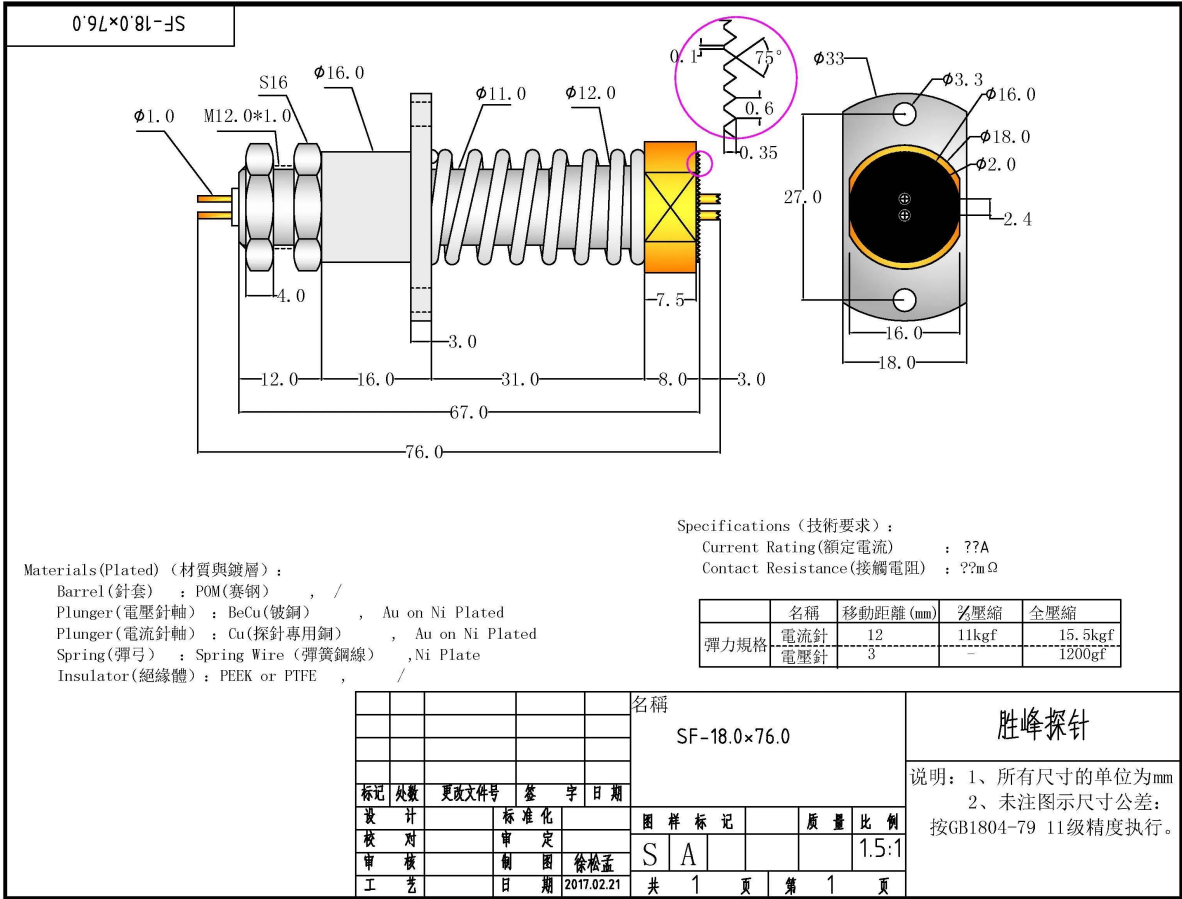 SF-18.0×76.0
0.1
75°
0.6
0.35
S16
ϕ16.0
ϕ1.0
M12.0*1.0
ϕ11.0
ϕ12.0
ϕ33
ϕ3.3
ϕ16.0
ϕ18.0
ϕ2.0
27.0
2.4
4.0
7.5
3.0
16.0
18.0
12.0
16.0
31.0
8.0
3.0
67.0
76.0
Specifications（技術要求）:
Current Rating(額定電流) : ??A
Contact Resistance(接觸電阻) : ??mΩ
Materials(Plated)（材質與鍍層）:
Barrel(針套) : POM(赛钢) , /
Plunger(電壓針軸) : BeCu(铍銅) , Au on Ni Plated
Plunger(電流針軸) : Cu(探針專用銅) , Au on Ni Plated
Spring(彈弓) : Spring Wire（彈簧鋼線） ,Ni Plate
Insulator(絕緣體) : PEEK or PTFE , /
名稱 移動距離(mm) ⅔壓縮 全壓縮
彈力規格
電流針 12 11kgf 15.5kgf
電壓針 3 - 1200gf
名稱
SF-18.0×76.0
胜峰探针
说明：1、所有尺寸的单位为mm
2、未注图示尺寸公差：
按GB1804-79 11级精度执行。
标记 处数 更改文件号 签 字 日 期
设 计 标 准 化
校 对 审 定
审 核 制 图 徐松孟
工 艺 日 期 2017.02.21
图 样 标 记 质 量 比 例
S A 1.5:1
共 1 页 第 1 页